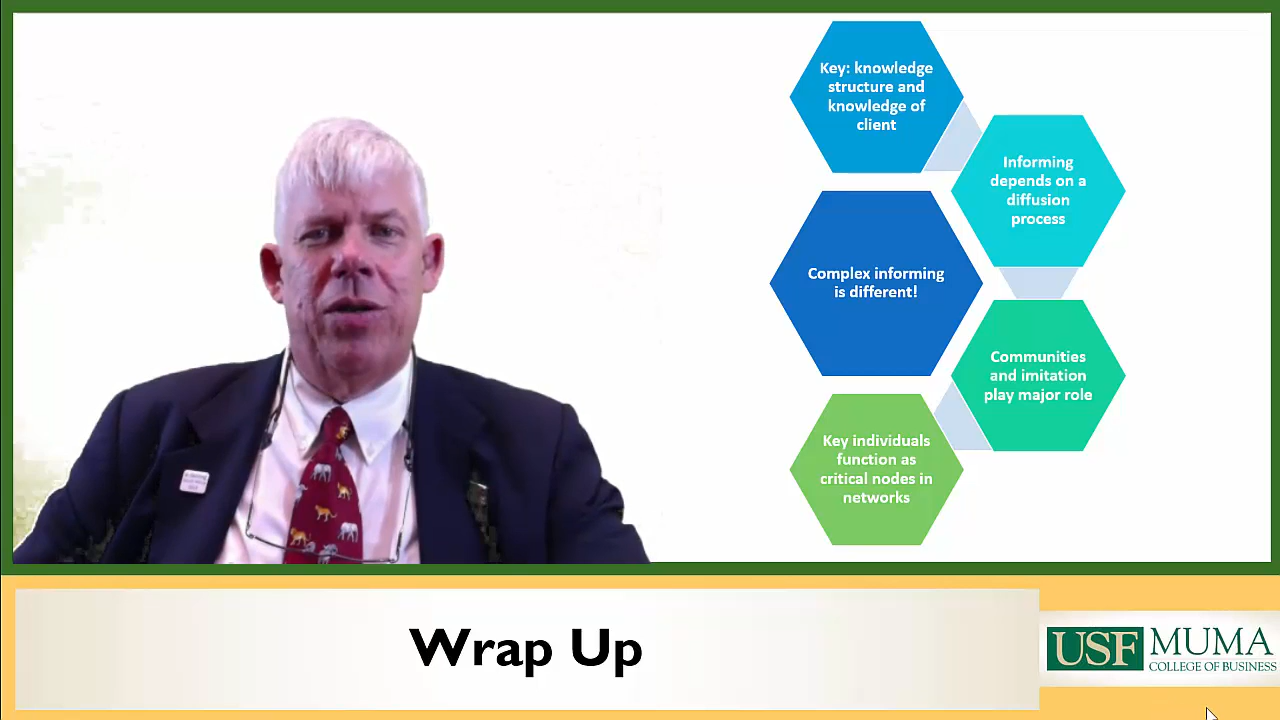 Key: knowledge
structure and
knowledge of
client
Informing
depends on a
diffusion
process
Complex informing
is different!
Communities
and imitation
play major role
Key individuals
function as
critical nodes in
networks
Wrap Up
USF MUMA
COLLEGE OF BUSINESS